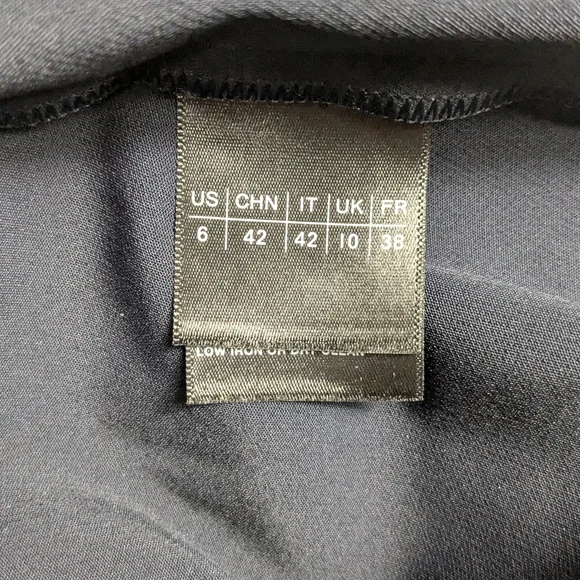 US CHN IT UK FR
6 42 42 10 38
LOW IRON OR DRY CLEAN